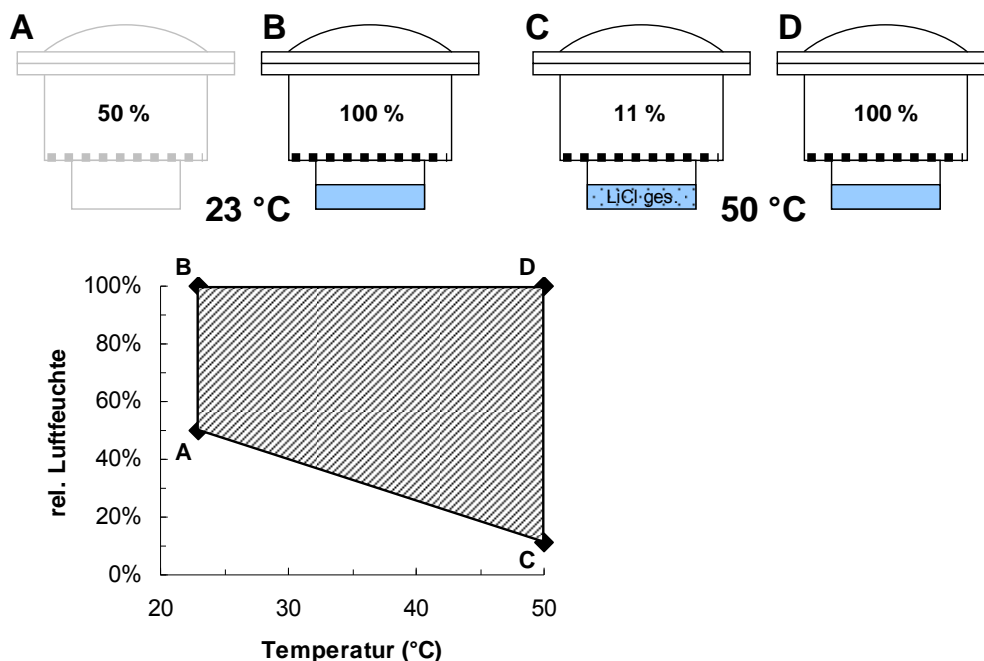 A B C D
50 % 100 % 11 % 100 %
LiCl ges.
23 °C 50 °C
B D
100%
80%
60%
40%
20%
0%
A
C
rel. Luftfeuchte
20 30 40 50
Temperatur (°C)